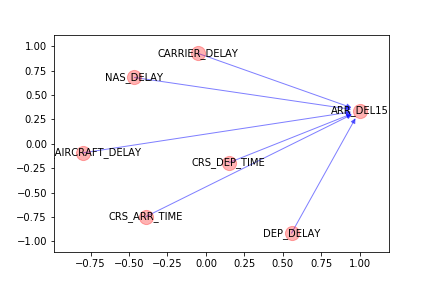 1.00
0.75
0.50
0.25
0.00
−0.25
−0.50
−0.75
−1.00
CARRIER_DELAY
NAS_DELAY
ARR_DEL15
AIRCRAFT_DELAY
CRS_DEP_TIME
CRS_ARR_TIME
DEP_DELAY
−0.75
−0.50
−0.25
0.00
0.25
0.50
0.75
1.00